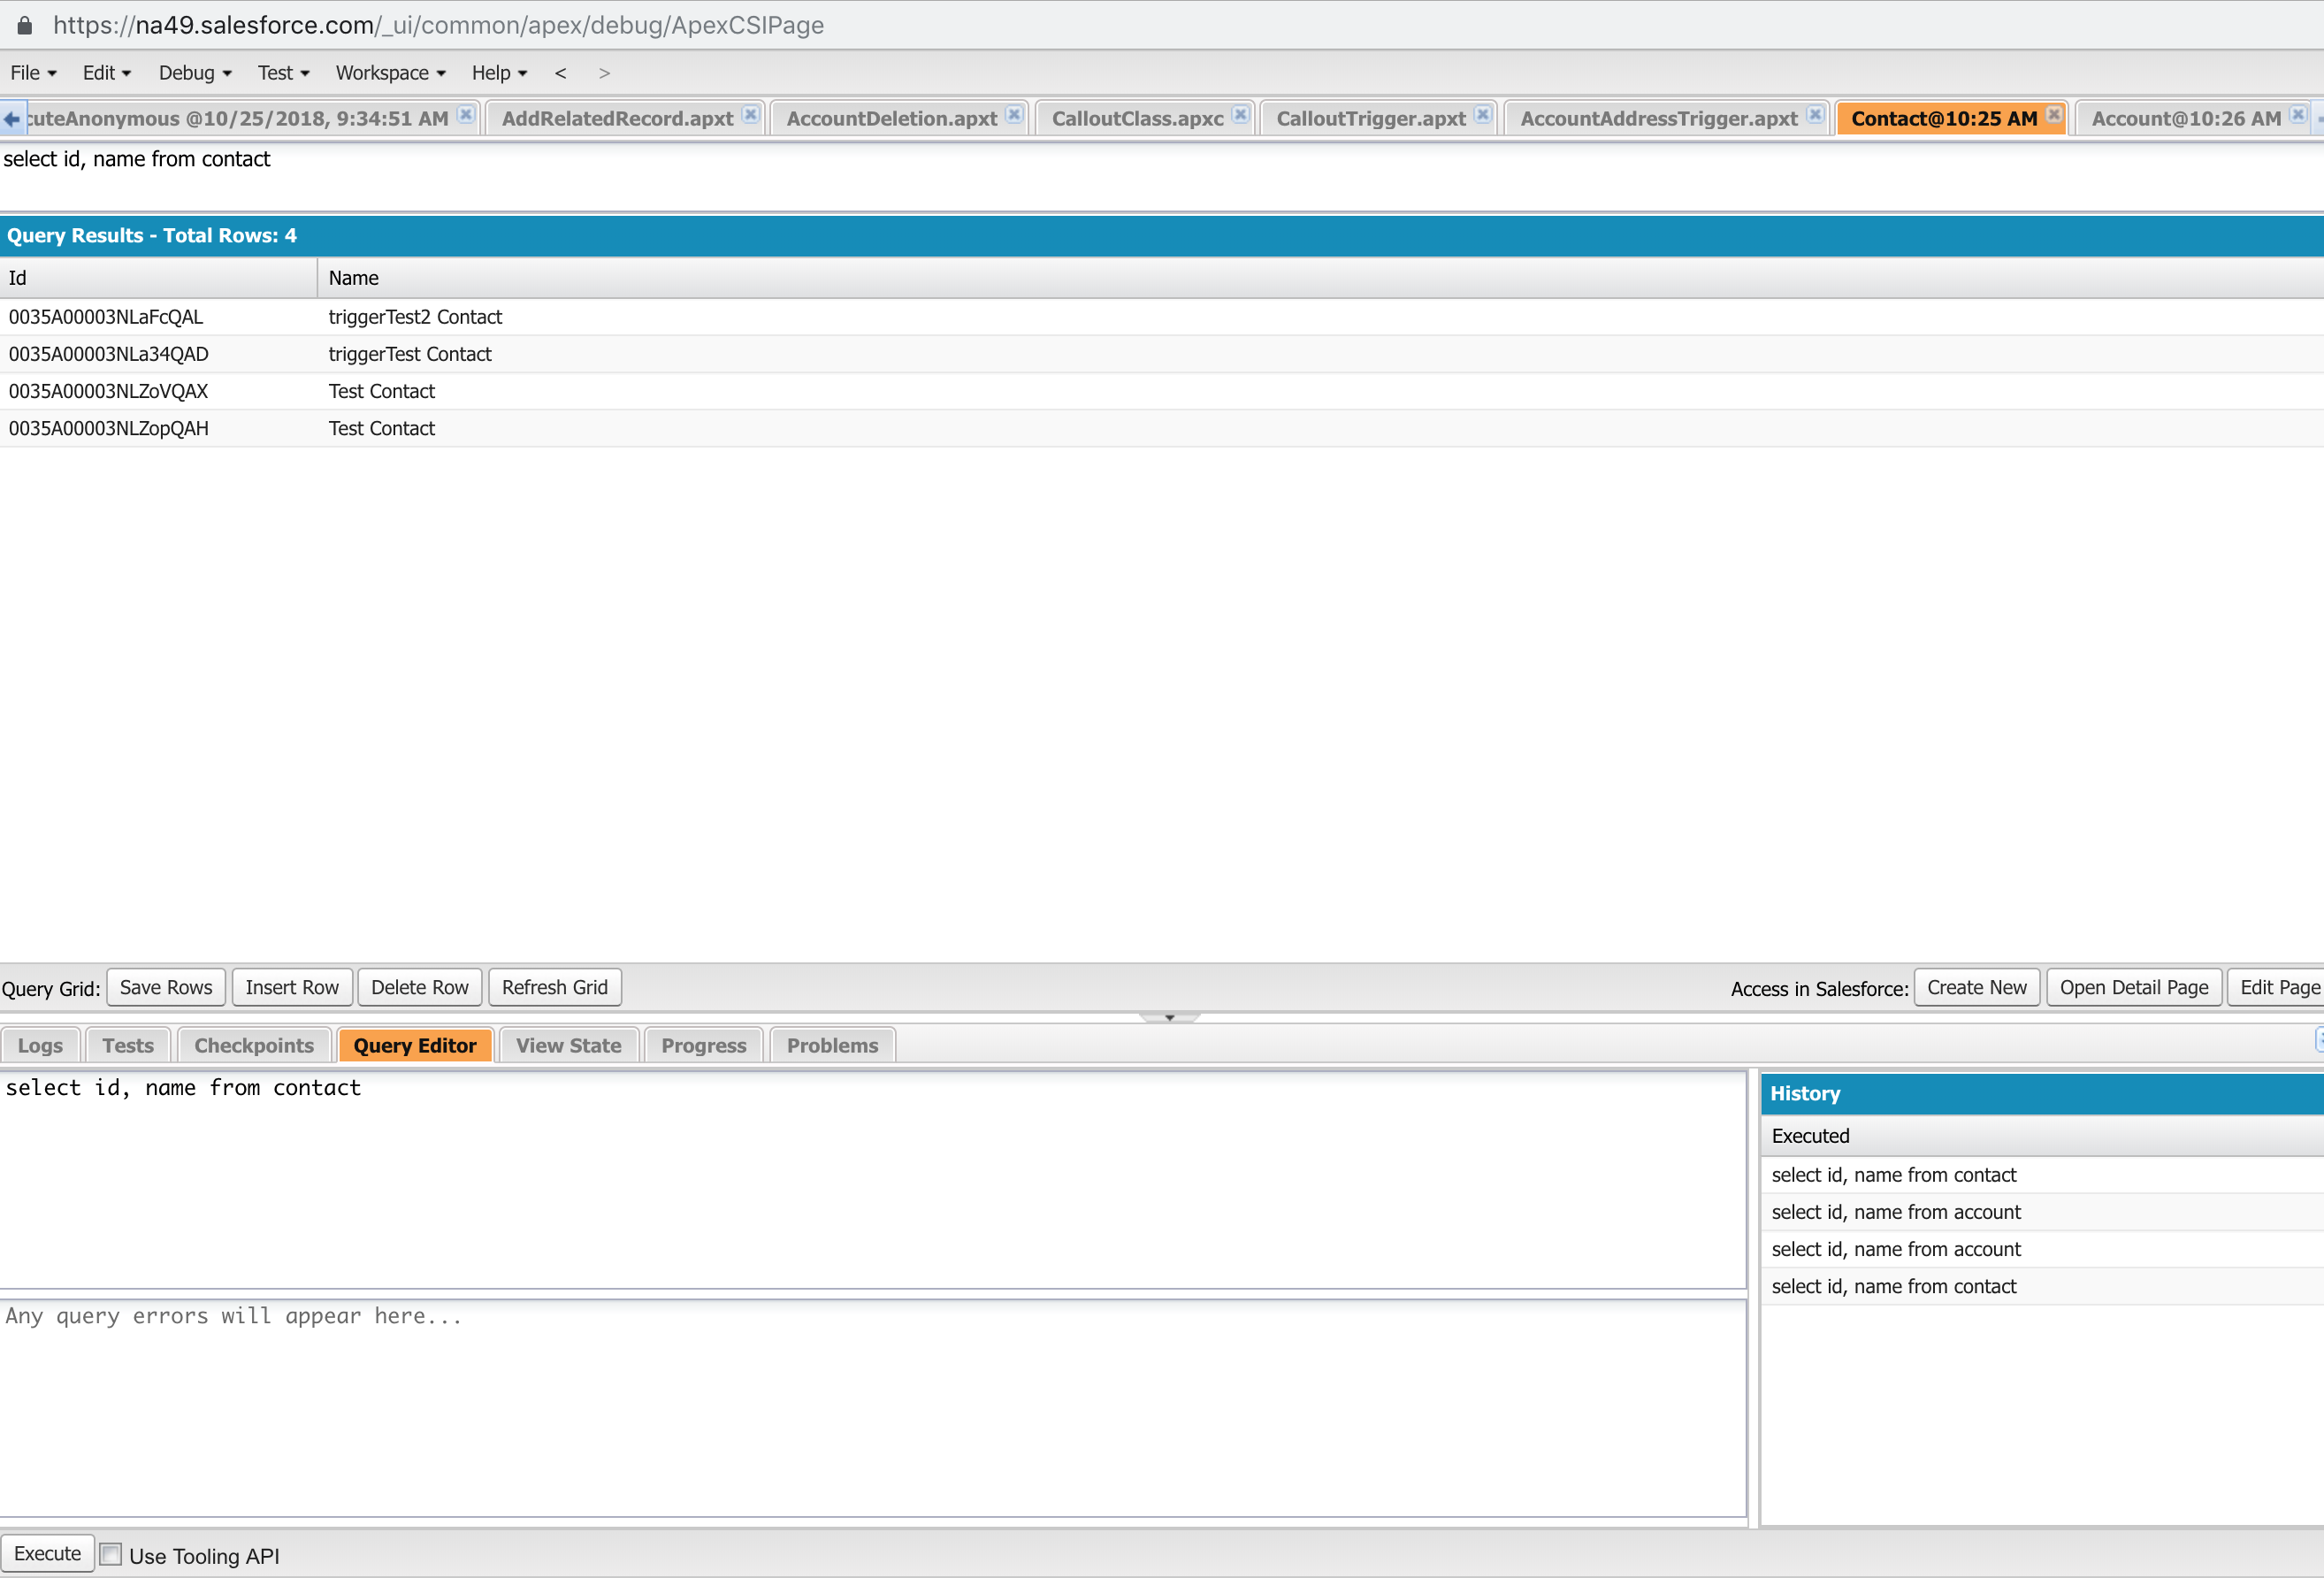 https://na49.salesforce.com/_ui/common/apex/debug/ApexCSIPage
File Edit Debug Test Workspace Help < >
cuteAnonymous @10/25/2018, 9:34:51 AM AddRelatedRecord.apxt AccountDeletion.apxt CalloutClass.apxc CalloutTrigger.apxt AccountAddressTrigger.apxt Contact@10:25 AM Account@10:26 AM
select id, name from contact
Query Results - Total Rows: 4
Id Name
0035A00003NLaFcQAL triggerTest2 Contact
0035A00003NLa34QAD triggerTest Contact
0035A00003NLZoVQAX Test Contact
0035A00003NLZopQAH Test Contact
Query Grid: Save Rows Insert Row Delete Row Refresh Grid Access in Salesforce: Create New Open Detail Page Edit Page
Logs Tests Checkpoints Query Editor View State Progress Problems
select id, name from contact
Any query errors will appear here...
History
Executed
select id, name from contact
select id, name from account
select id, name from account
select id, name from contact
Execute Use Tooling API